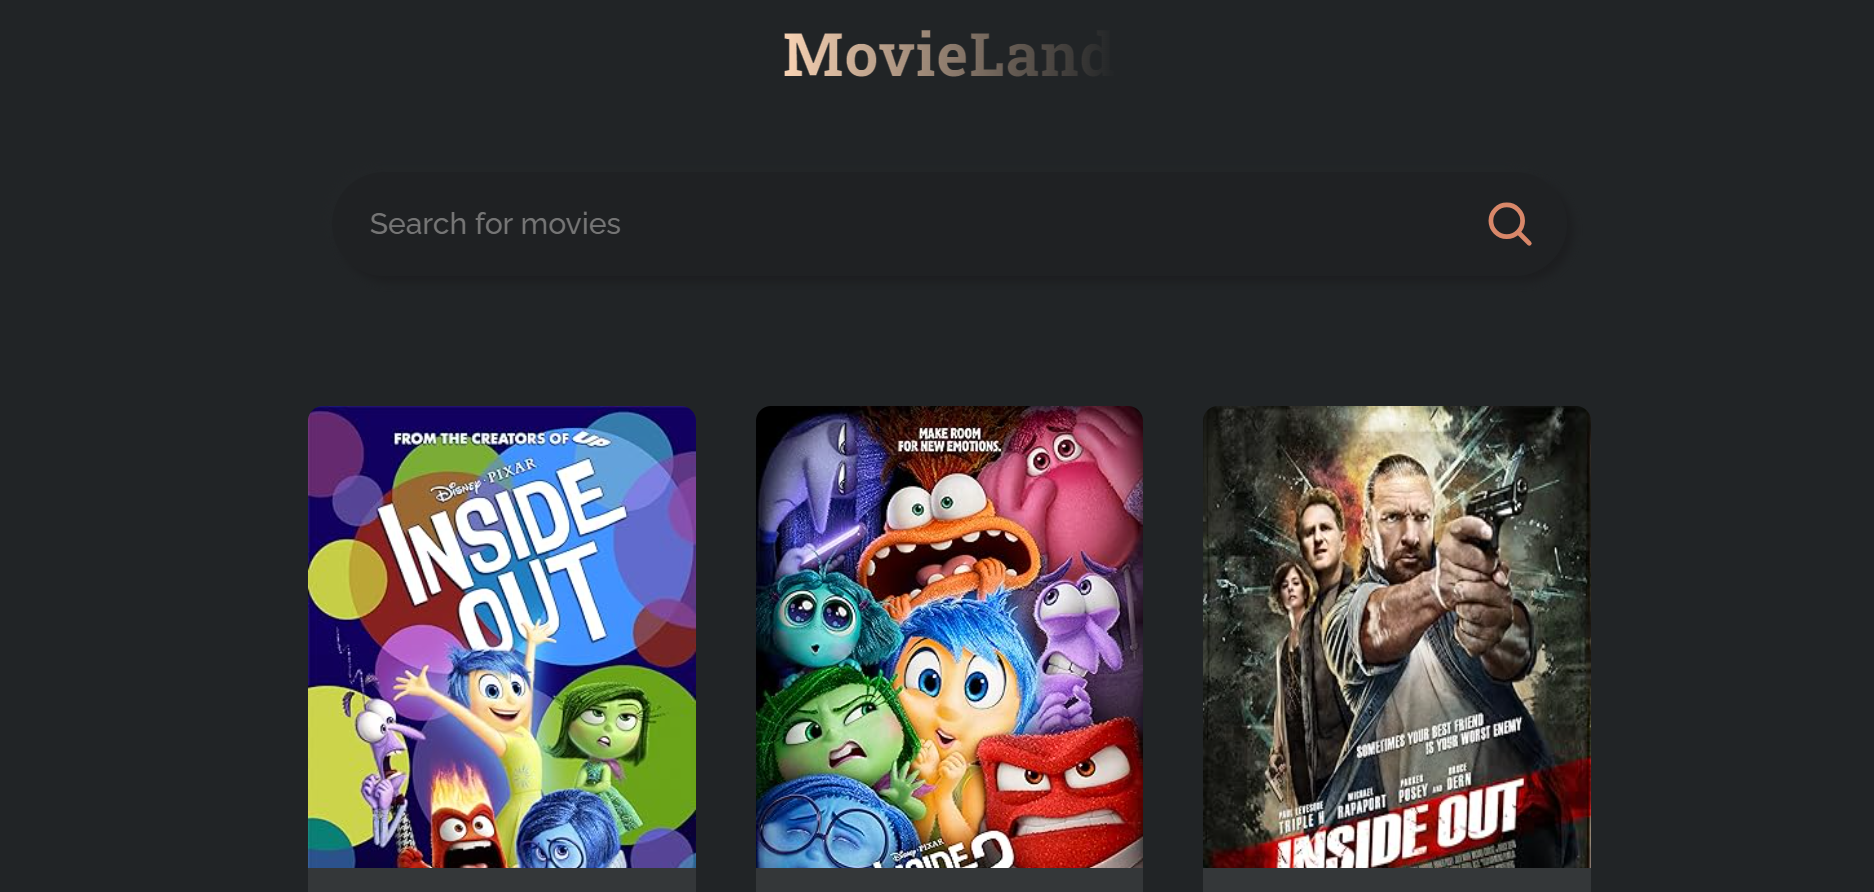 MovieLand
Search for movies
FROM THE CREATORS OF UP
Disney · PIXAR
INSIDE
OUT
MAKE ROOM
FOR NEW EMOTIONS.
Disney · PIXAR
INSIDE 2
SOMETIMES YOUR BEST FRIEND
IS YOUR WORST ENEMY
PAUL LEVESQUE
TRIPLE H
MICHAEL
RAPAPORT
PARKER
POSEY
AND
BRUCE
DERN
INSIDE OUT